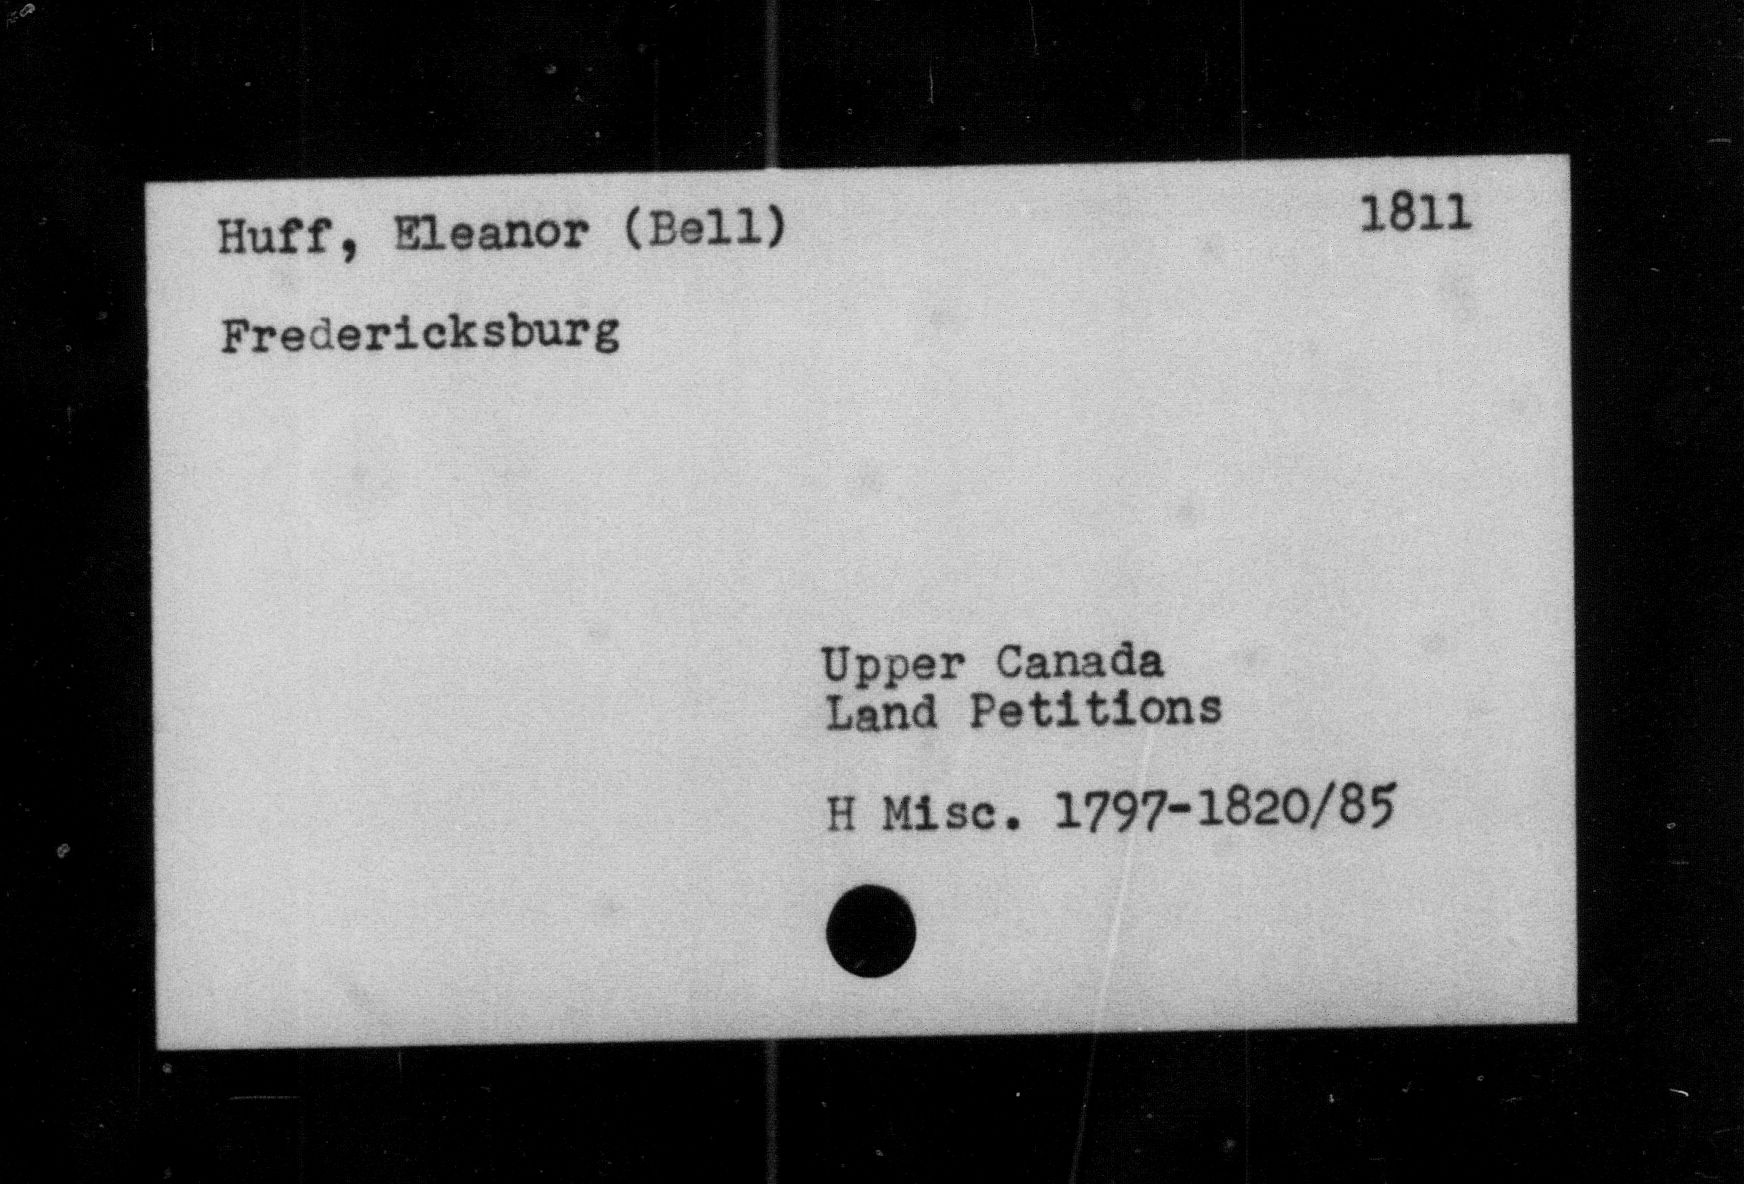 Huff, Eleanor (Bell) 1811
Fredericksburg
Upper Canada
Land Petitions
H Misc. 1797-1820/85